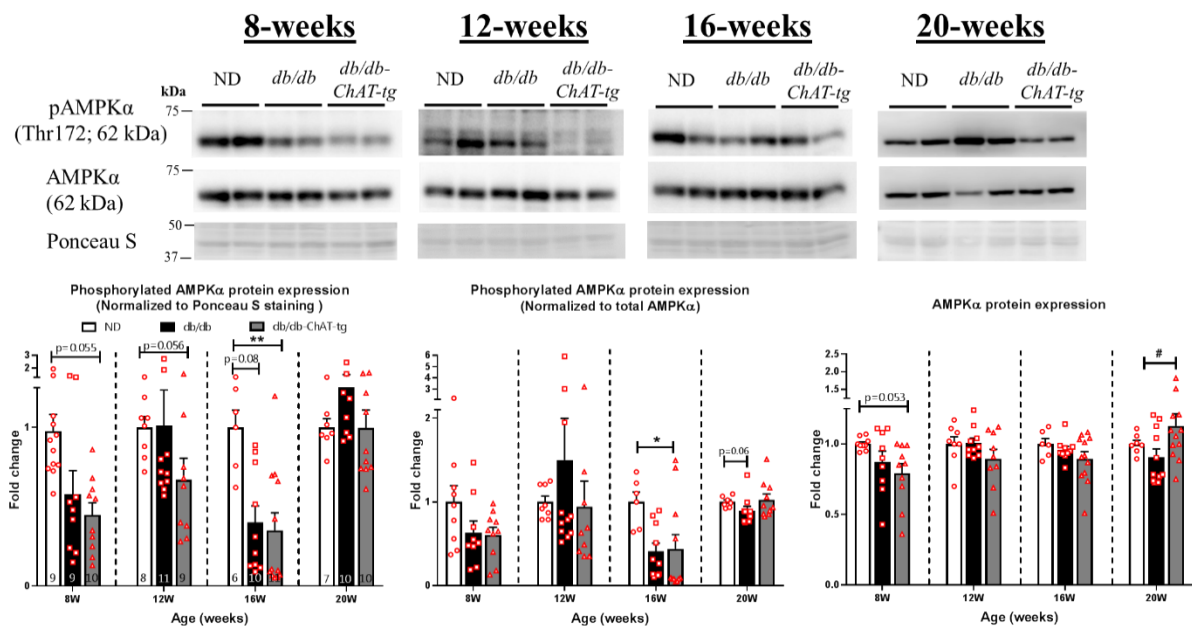 8-weeks 12-weeks 16-weeks 20-weeks
ND db/db db/db-ChAT-tg ND db/db db/db-ChAT-tg ND db/db db/db-ChAT-tg ND db/db db/db-ChAT-tg
kDa
pAMPKα
(Thr172; 62 kDa)
75
AMPKα
(62 kDa)
75
50
Ponceau S
37
Phosphorylated AMPKα protein expression
(Normalized to Ponceau S staining )
ND db/db db/db-ChAT-tg
p=0.055 p=0.056 p=0.08 **
Fold change
3
2
1
0
9 9 10 8 11 9 6 10 7 10 10
8W 12W 16W 20W
Age (weeks)
Phosphorylated AMPKα protein expression
(Normalized to total AMPKα)
* p=0.06
Fold change
6
5
4
3
2
1
0
8W 12W 16W 20W
Age (weeks)
AMPKα protein expression
p=0.053 #
Fold change
2.5
2.0
1.5
1.0
0.5
0.0
8W 12W 16W 20W
Age (weeks)